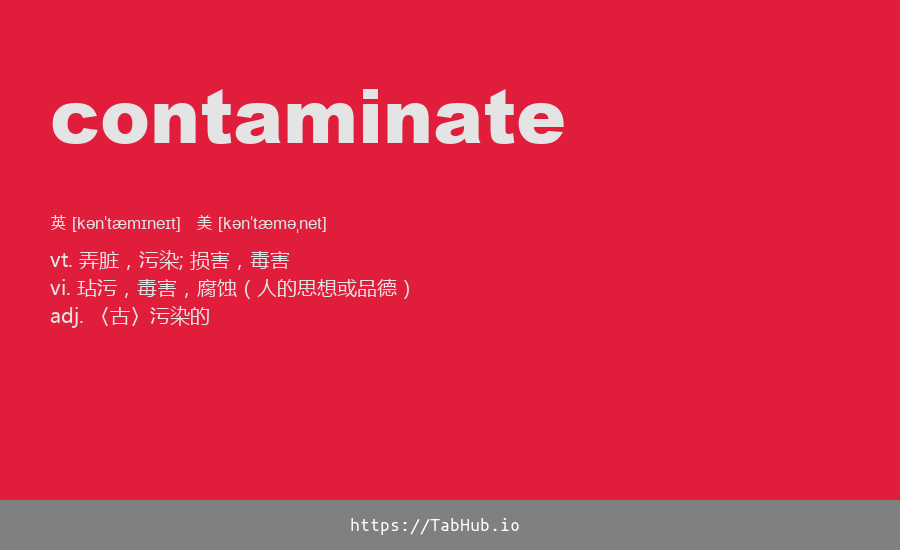 contaminate
英 [kən'tæmɪneɪt] 美 [kən'tæməˌnet]
vt. 弄脏，污染; 损害，毒害
vi. 玷污，毒害，腐蚀（人的思想或品德）
adj. 〈古〉污染的
https://TabHub.io